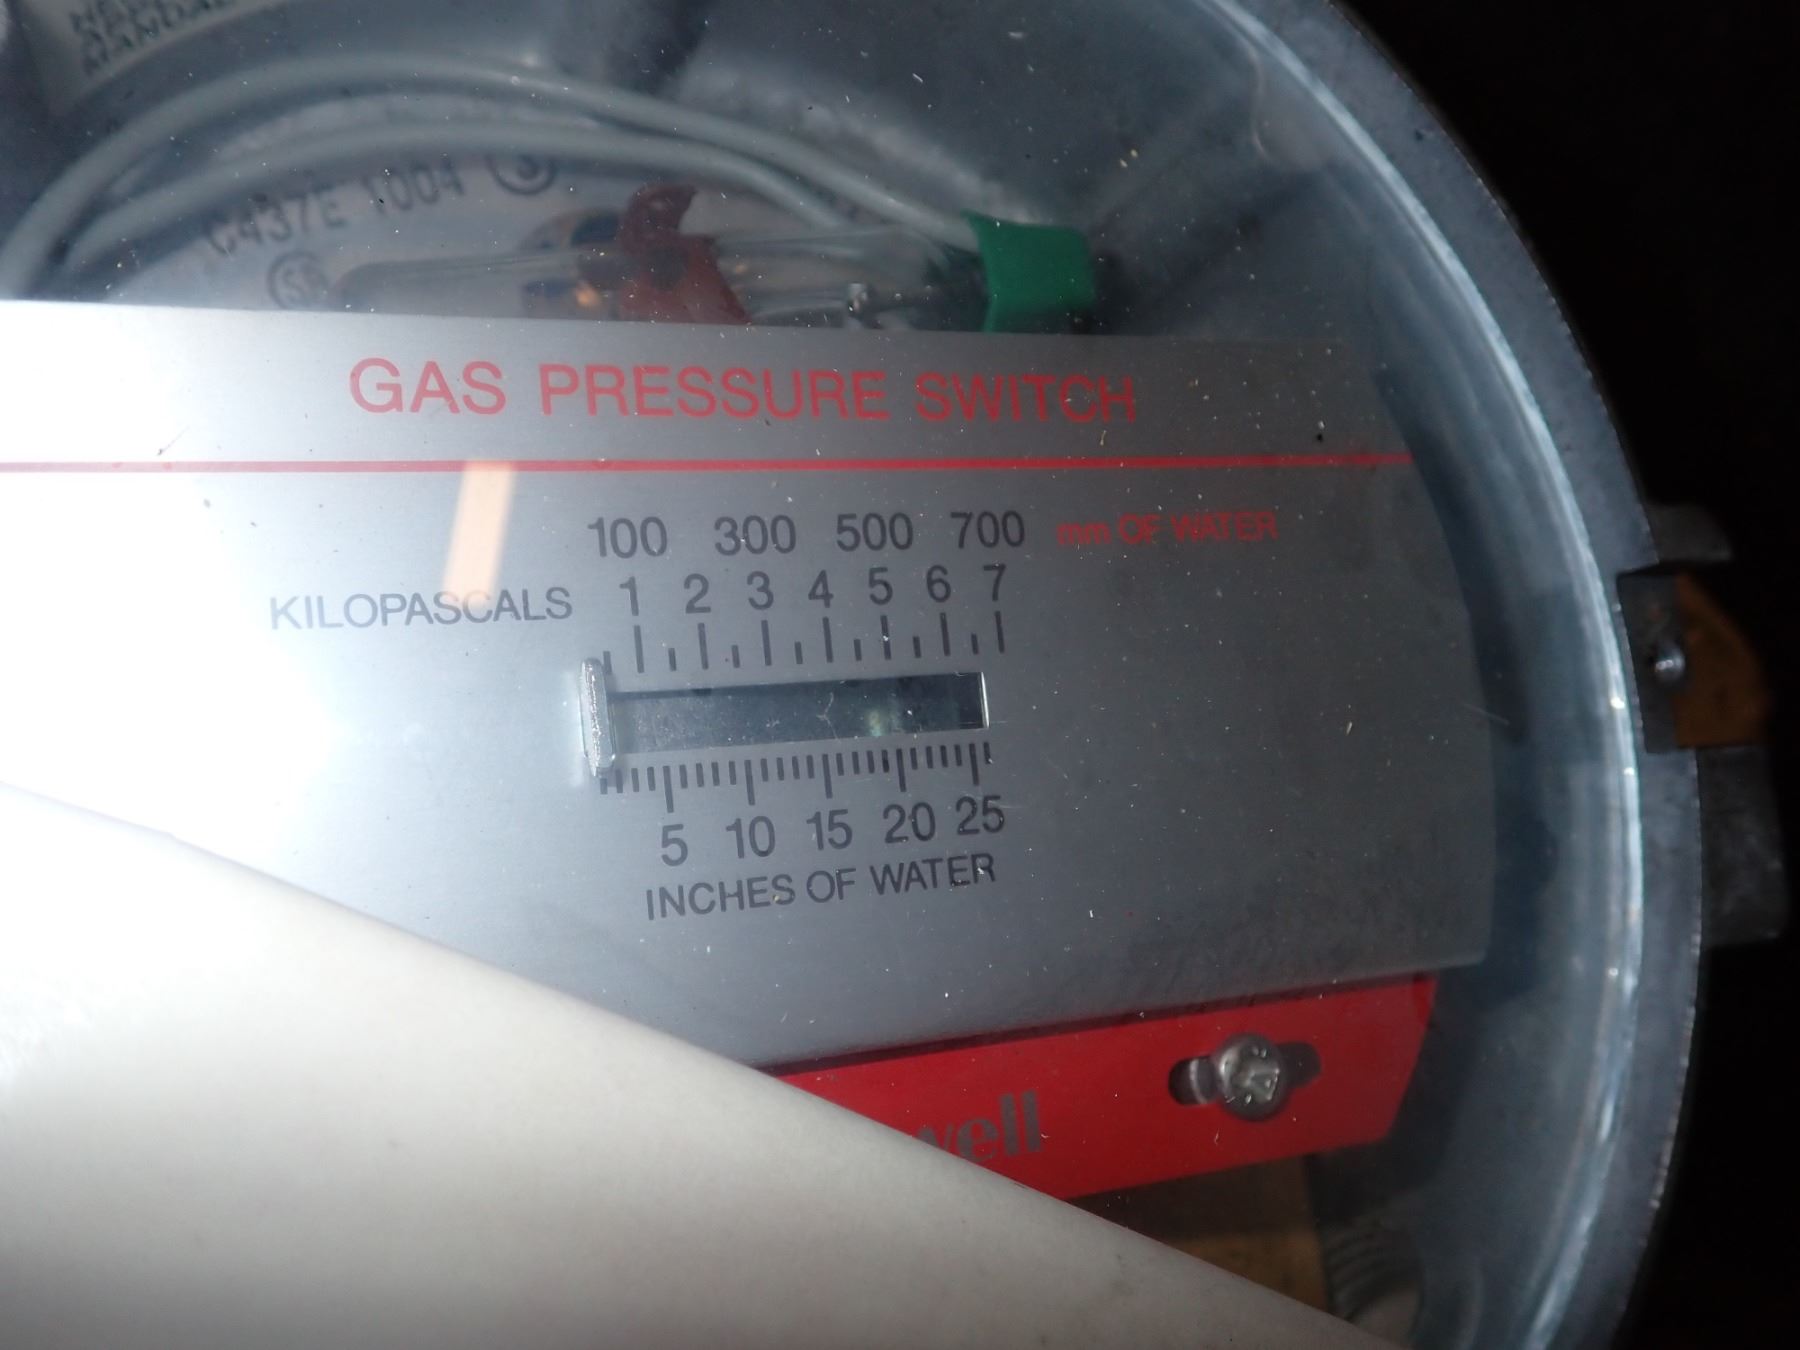 C437E 1004 S
GAS PRESSURE SWITCH
100 300 500 700 mm OF WATER
KILOPASCALS 1 2 3 4 5 6 7
5 10 15 20 25
INCHES OF WATER
well